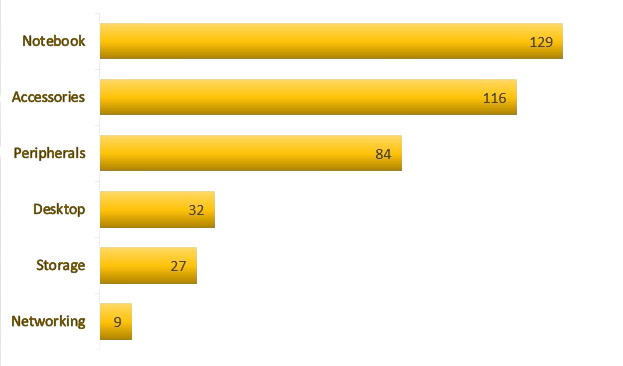 Notebook 129
Accessories 116
Peripherals 84
Desktop 32
Storage 27
Networking 9